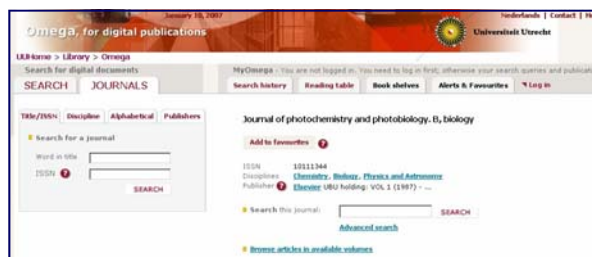 January 10, 2007
Nederlands | Contact | He
Omega, for digital publications
Universiteit Utrecht
UUHome > Library > Omega
Search for digital documents
MyOmega - You are not logged in. You need to log in first, otherwise your search queries and publicat
SEARCH JOURNALS
Search history Reading table Book shelves Alerts & Favourites Log in
Title/ISSN Discipline Alphabetical Publishers
Journal of photochemistry and photobiology. B, biology
Search for a journal
Add to favourites ?
Word in title
ISSN ?
SEARCH
ISSN 10111344
Disciplines Chemistry, Biology, Physics and Astronomy
Publisher ? Elsevier UBU holding: VOL 1 (1987) - ...
Search this journal: SEARCH
Advanced search
Browse articles in available volumes